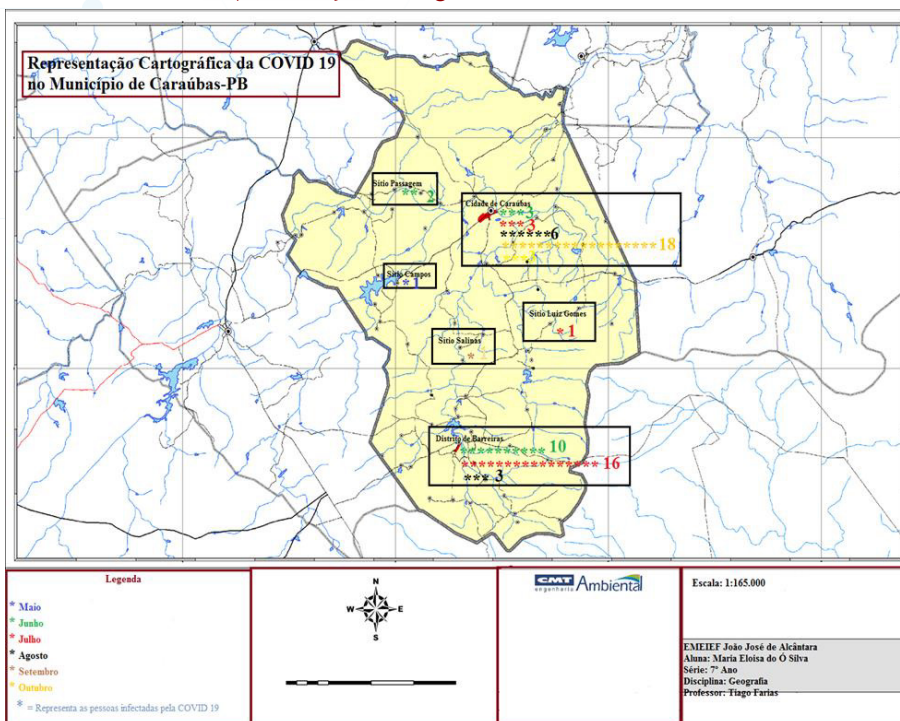 Representação Cartográfica da COVID 19
no Município de Caraúbas-PB
Sítio Passagem
** 2
Cidade de Caraúbas
***3
*** 3
******6
****************** 18
Sítio Campos
* 1
Sítio Luiz Gomes
* 1
Sítio Salinas
*
Distrito de Barreiras
********** 10
**************** 16
*** 3
Legenda
* Maio
* Junho
* Julho
* Agosto
* Setembro
* Outubro
* = Representa as pessoas infectadas pela COVID 19
N
W E
S
CMT
engenharia Ambiental
Escala: 1:165.000
EMEIEF João José de Alcântara
Aluna: Maria Eloisa do Ó Silva
Série: 7º Ano
Disciplina: Geografia
Professor: Tiago Farias